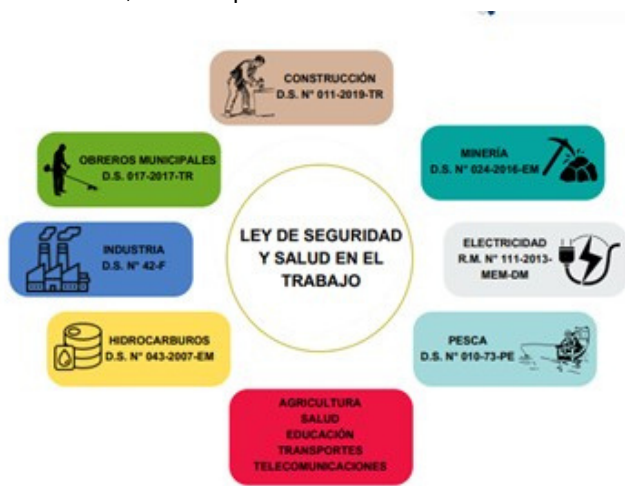 CONSTRUCCIÓN
D.S. N° 011-2019-TR
OBREROS MUNICIPALES
D.S. 017-2017-TR
MINERÍA
D.S. N° 024-2016-EM
LEY DE SEGURIDAD
Y SALUD EN EL
TRABAJO
INDUSTRIA
D.S. N° 42-F
ELECTRICIDAD
R.M. N° 111-2013-
MEM-DM
HIDROCARBUROS
D.S. N° 043-2007-EM
PESCA
D.S. N° 010-73-PE
AGRICULTURA
SALUD
EDUCACIÓN
TRANSPORTES
TELECOMUNICACIONES